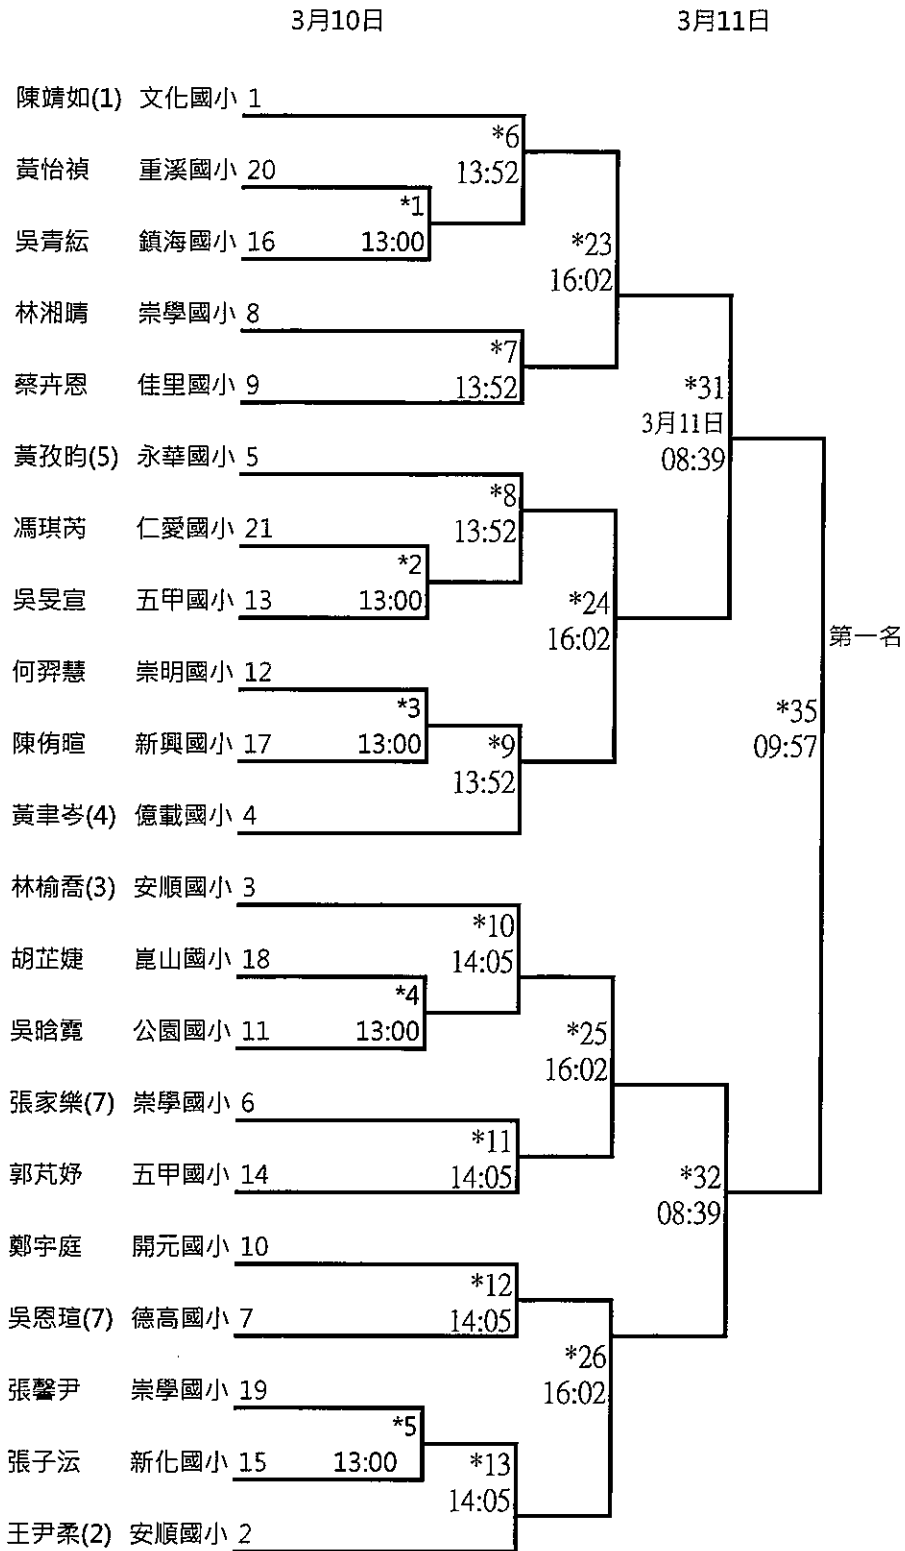 3月10日 3月11日
陳靖如(1) 文化國小 1
*6
黃怡禎 重溪國小 20 13:52
*1
吳青紜 鎮海國小 16 13:00 *23
16:02
林湘晴 崇學國小 8
*7
蔡卉恩 佳里國小 9 13:52 *31
3月11日
黃孜昀(5) 永華國小 5 08:39
*8
馮琪芮 仁愛國小 21 13:52
*2
吳旻宣 五甲國小 13 13:00 *24
16:02 第一名
何羿慧 崇明國小 12
*3 *35
陳侑暄 新興國小 17 13:00 *9 09:57
13:52
黃聿岑(4) 億載國小 4
林榆喬(3) 安順國小 3
*10
胡芷婕 崑山國小 18 14:05
*4
吳晗霓 公園國小 11 13:00 *25
16:02
張家樂(7) 崇學國小 6
*11
郭芃妤 五甲國小 14 14:05 *32
08:39
鄭宇庭 開元國小 10
*12
吳恩瑄(7) 德高國小 7 14:05
*26
張馨尹 崇學國小 19 16:02
*5
張子沄 新化國小 15 13:00 *13
14:05
王尹柔(2) 安順國小 2